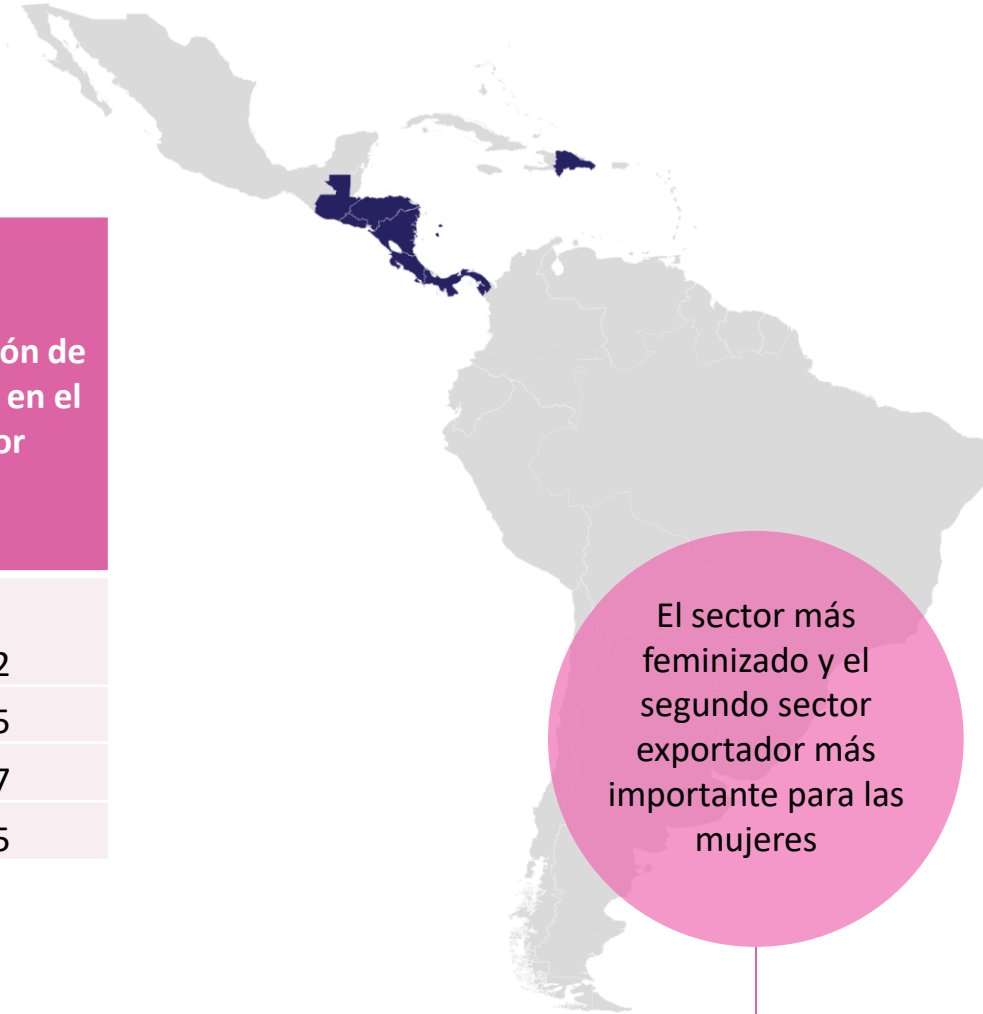 ón de
en el
or
2
5
7
5
El sector más
feminizado y el
segundo sector
exportador más
importante para las
mujeres